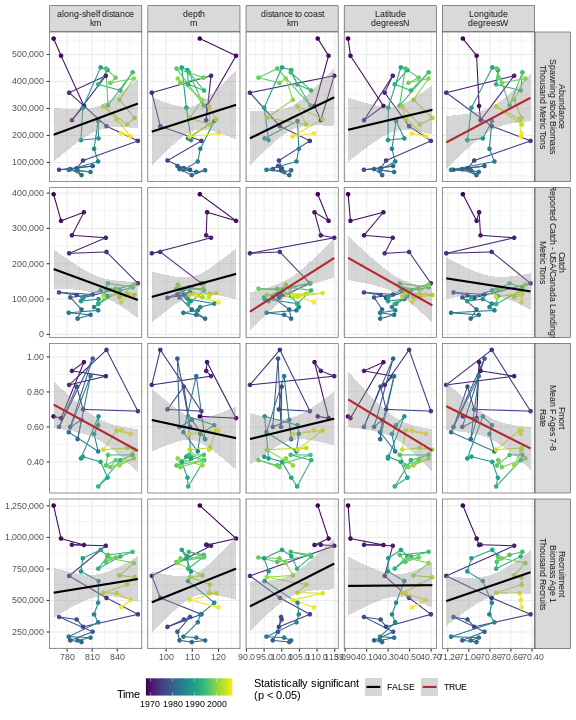 along-shelf distance
km
depth
m
distance to coast
km
Latitude
degreesN
Longitude
degreesW
500,000
400,000
300,000
200,000
100,000
Abundance
Spawning stock Biomass
Thousand Metric Tons
400,000
300,000
200,000
100,000
0
Catch
Reported Catch - USA/Canada Landings
Metric Tons
1.00
0.80
0.60
0.40
Fmort
Mean F Ages 7-8
Rate
1,250,000
1,000,000
750,000
500,000
250,000
Recruitment
Biomass Age 1
Thousand Recruits
780 810 840
100 110 120
Time
1970 1980 1990 2000
Statistically significant
(p < 0.05)
FALSE
TRUE